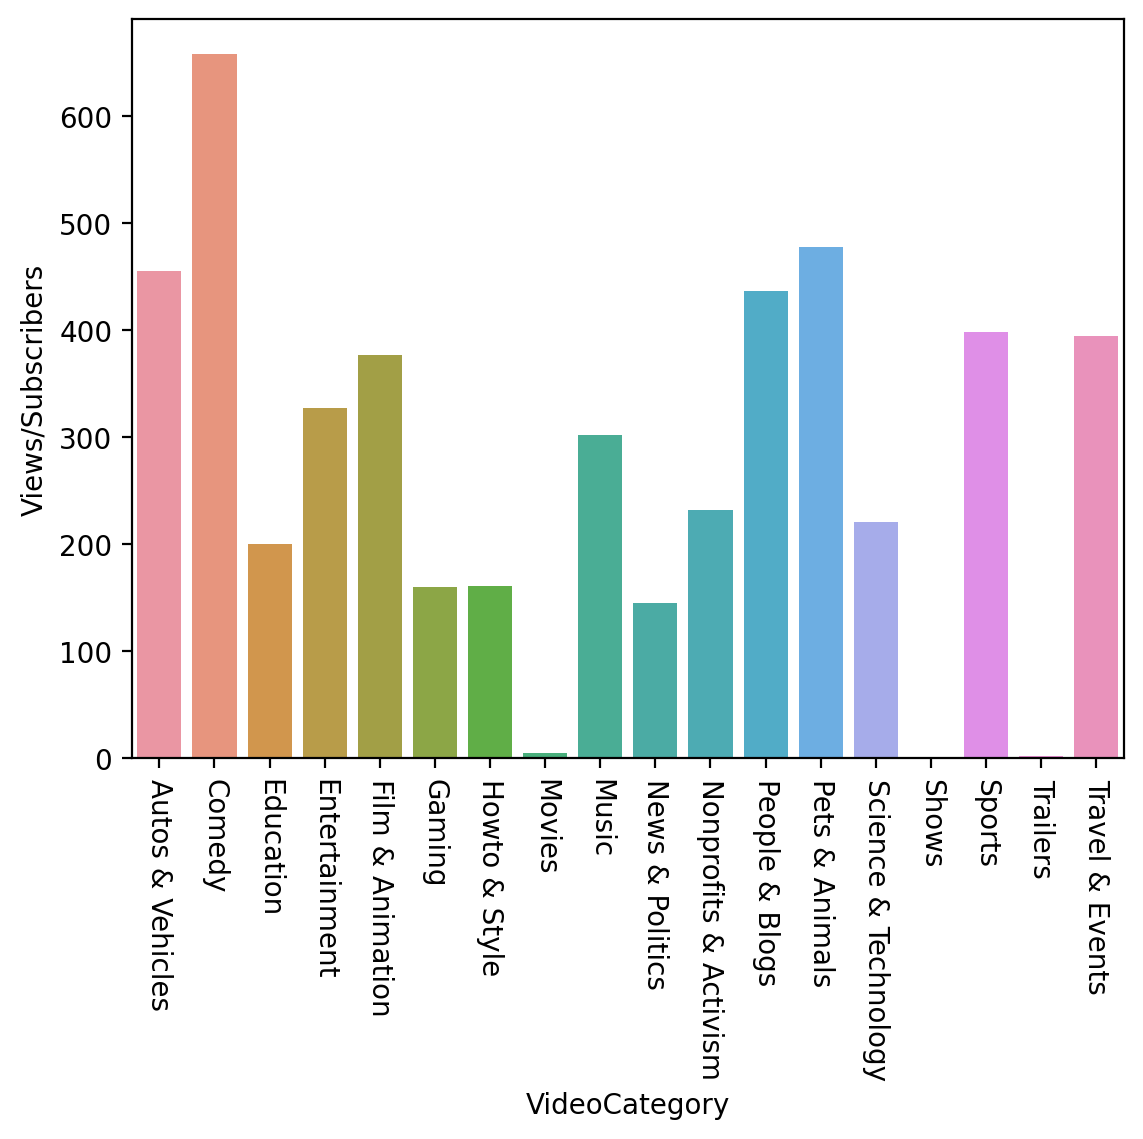 Views/Subscribers
600
500
400
300
200
100
0
Autos & Vehicles
Comedy
Education
Entertainment
Film & Animation
Gaming
Howto & Style
Movies
Music
News & Politics
Nonprofits & Activism
People & Blogs
Pets & Animals
Science & Technology
Shows
Sports
Trailers
Travel & Events
VideoCategory